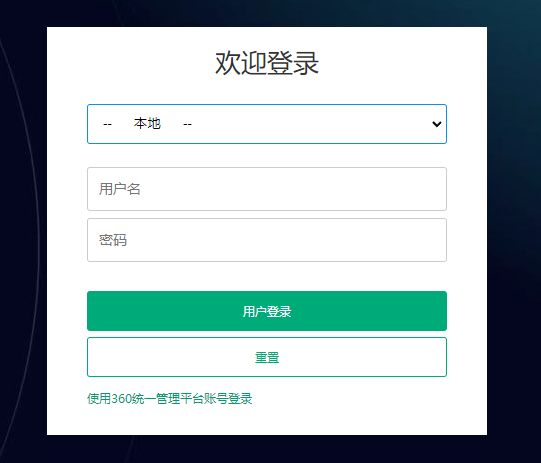 欢迎登录
-- 本地 --
用户名
密码
用户登录
重置
使用360统一管理平台账号登录